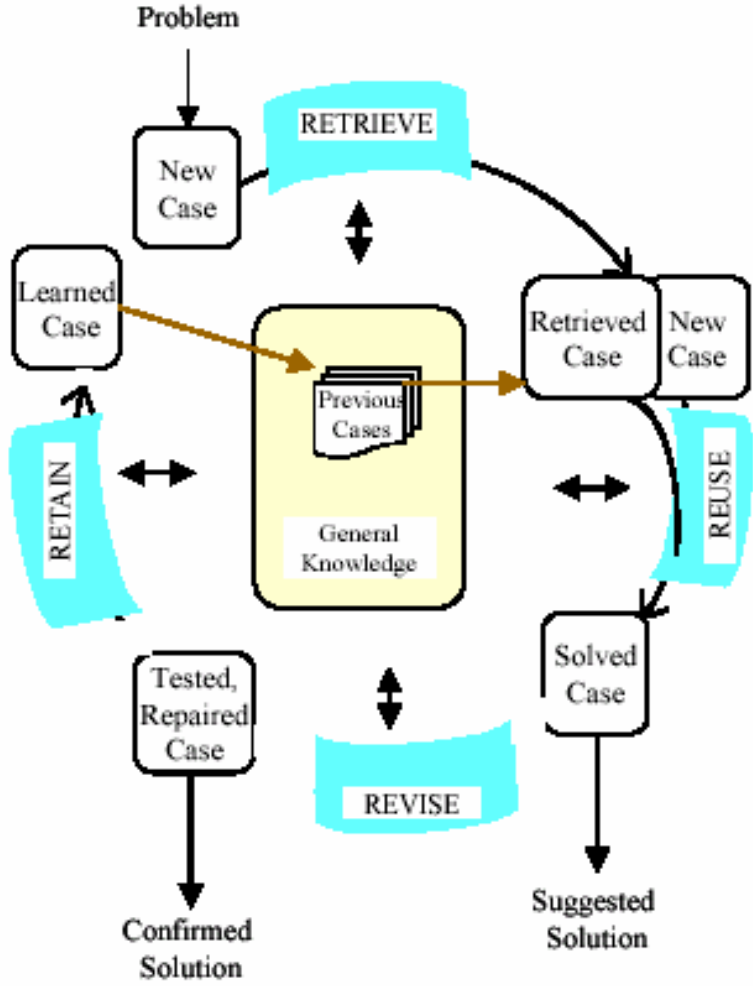 Problem
RETRIEVE
New
Case
Learned
Case
Retrieved
Case
New
Case
Previous
Cases
General
Knowledge
RETAIN
REUSE
Tested,
Repaired
Case
Solved
Case
REVISE
Confirmed
Solution
Suggested
Solution